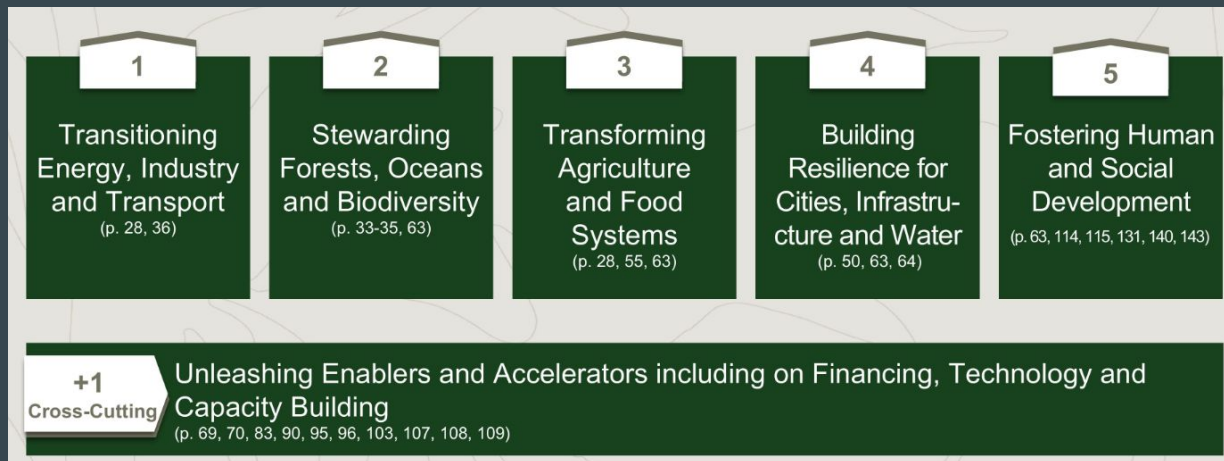 1
Transitioning
Energy, Industry
and Transport
(p. 28, 36)
2
Stewarding
Forests, Oceans
and Biodiversity
(p. 33-35, 63)
3
Transforming
Agriculture
and Food
Systems
(p. 28, 55, 63)
4
Building
Resilience for
Cities, Infrastru-
cture and Water
(p. 50, 63, 64)
5
Fostering Human
and Social
Development
(p. 63, 114, 115, 131, 140, 143)
+1
Cross-Cutting
Unleashing Enablers and Accelerators including on Financing, Technology and
Capacity Building
(p. 69, 70, 83, 90, 95, 96, 103, 107, 108, 109)